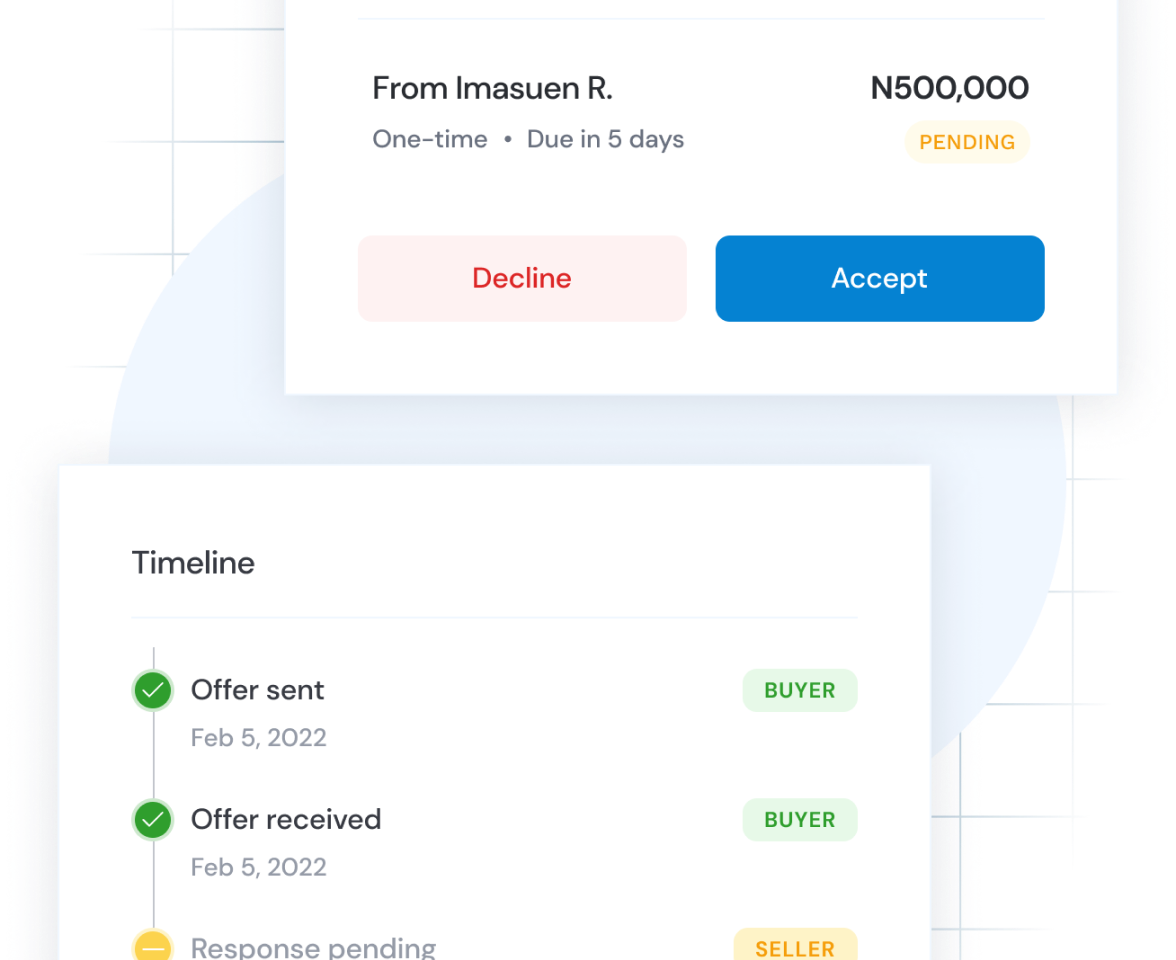 From Imasuen R.
N500,000
One-time • Due in 5 days
PENDING
Decline
Accept
Timeline
Offer sent
BUYER
Feb 5, 2022
Offer received
BUYER
Feb 5, 2022
Response pending
SELLER